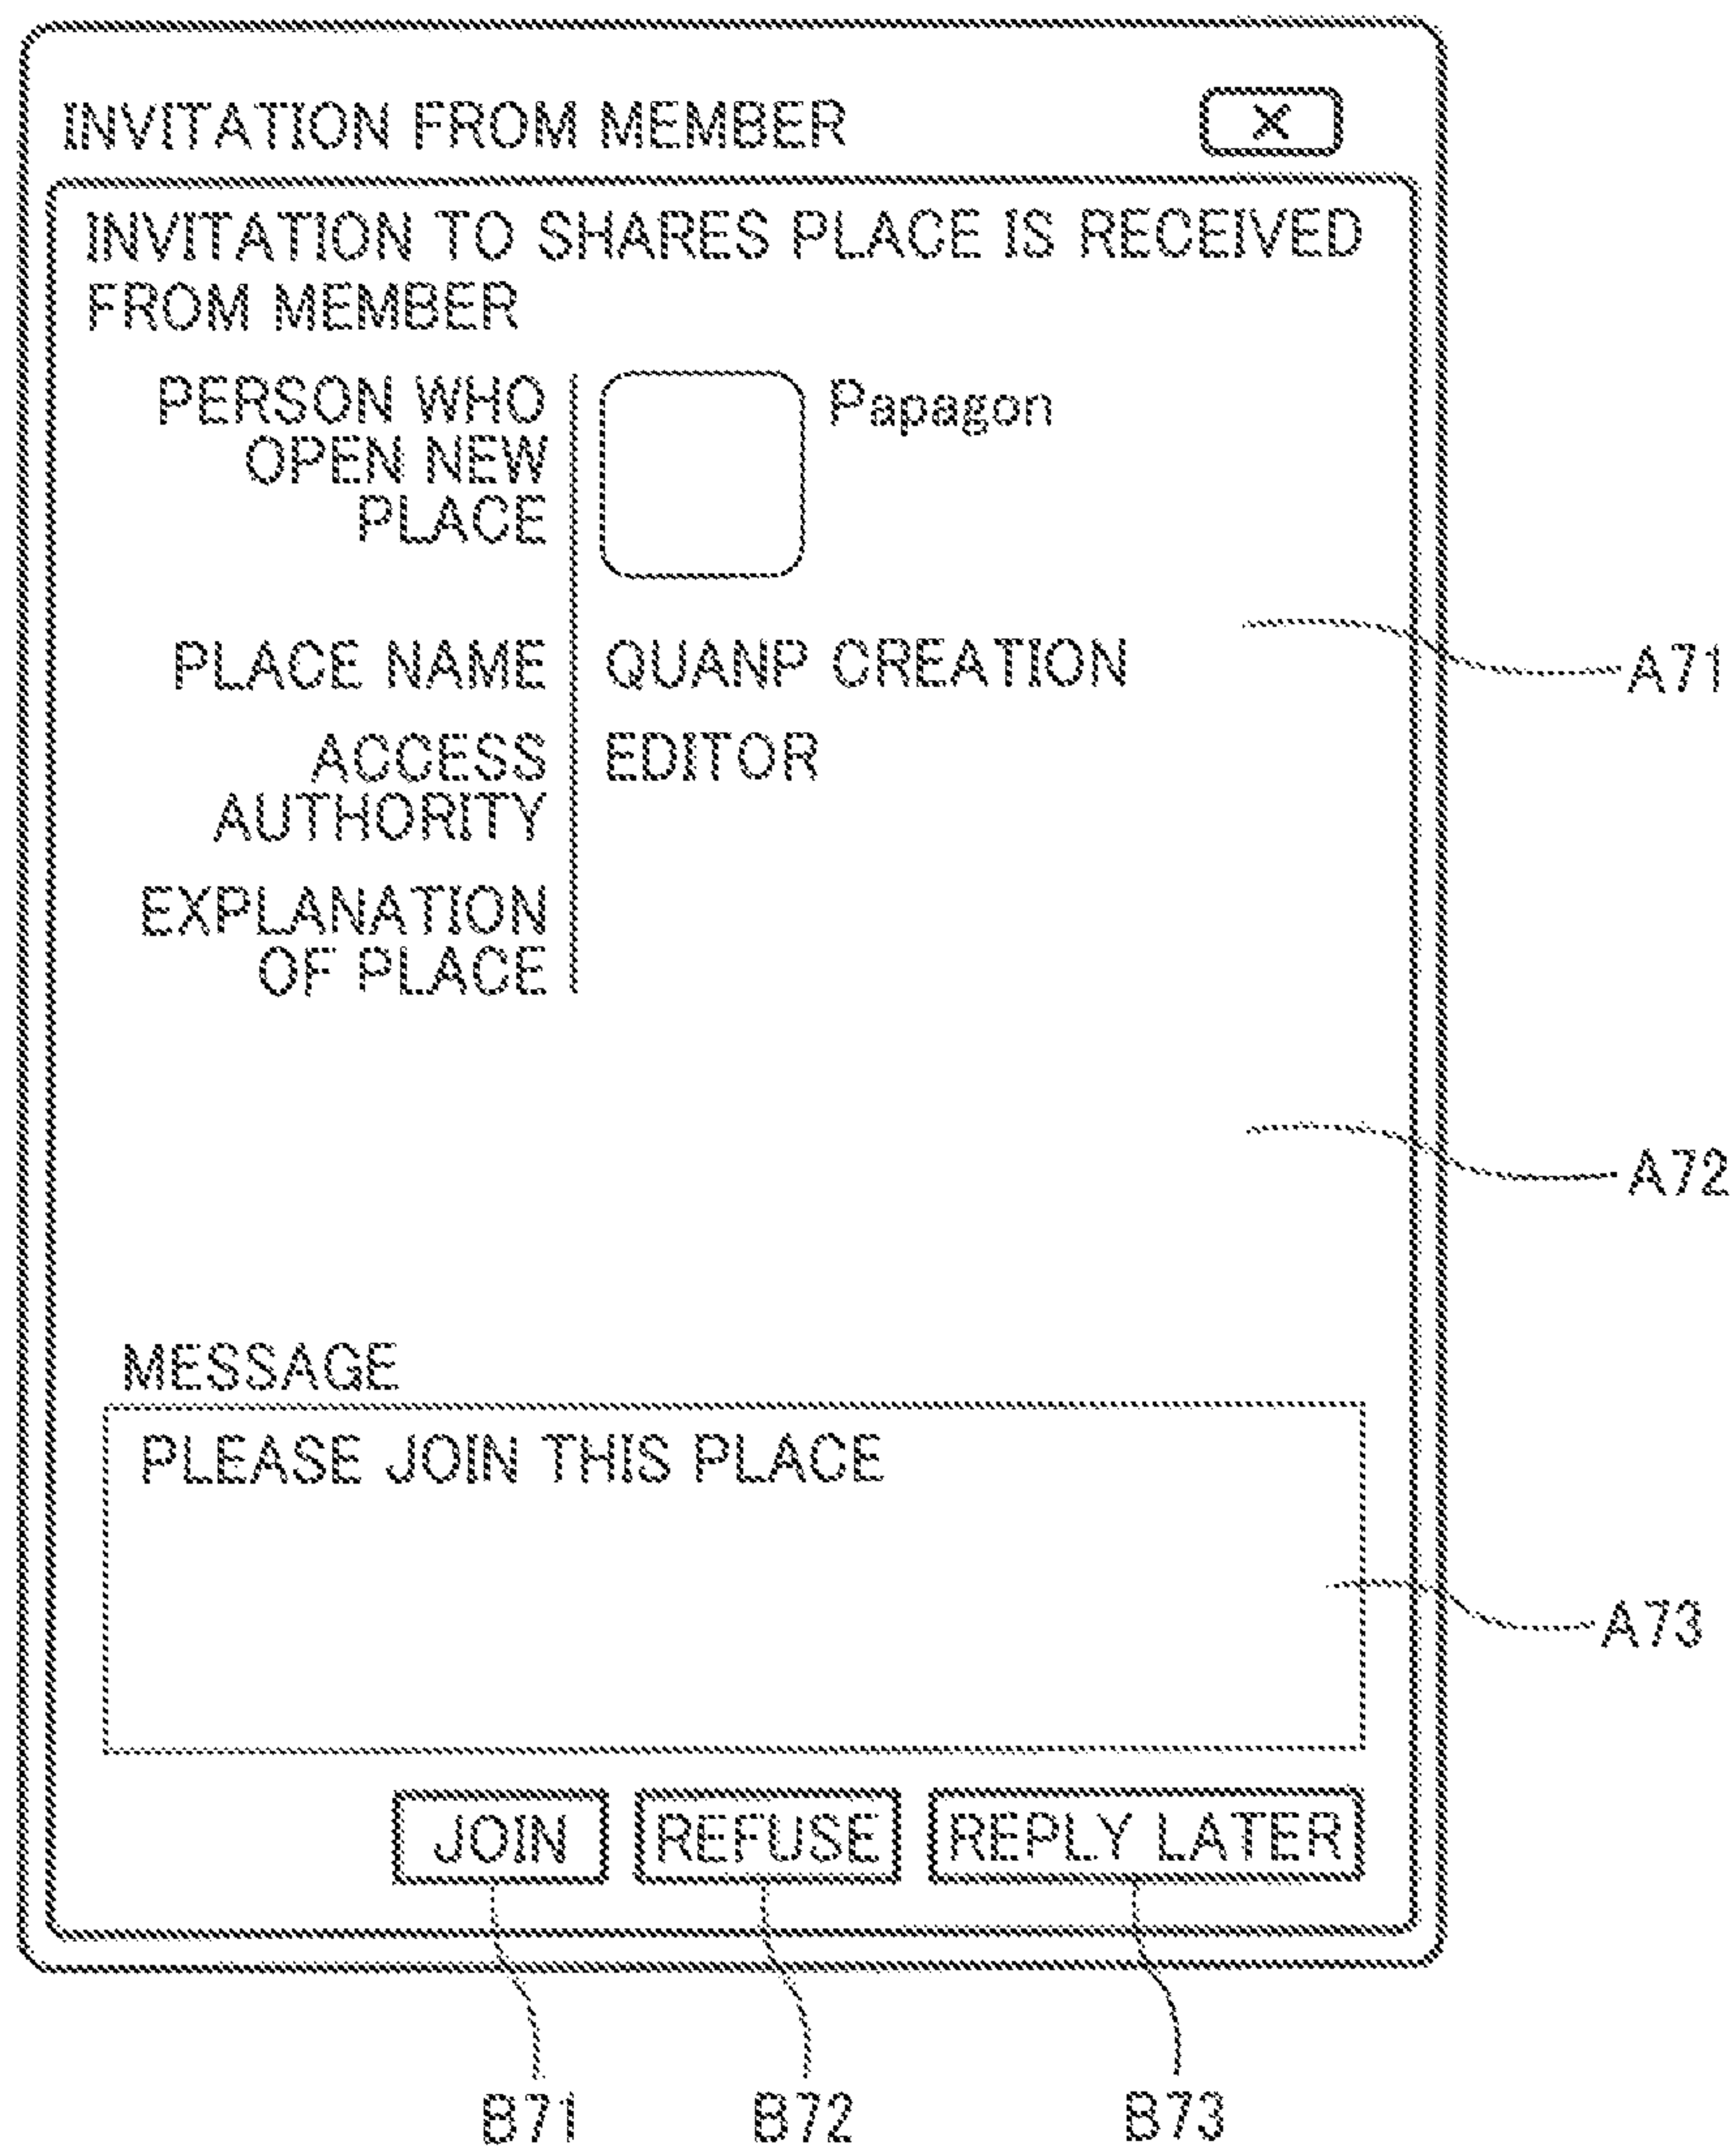 INVITATION FROM MEMBER X
INVITATION TO SHARES PLACE IS RECEIVED
FROM MEMBER
PERSON WHO
OPEN NEW
PLACE
Papagon
PLACE NAME QUANP CREATION
A71
ACCESS
AUTHORITY
EDITOR
EXPLANATION
OF PLACE
A72
MESSAGE
PLEASE JOIN THIS PLACE
A73
JOIN REFUSE REPLY LATER
B71 B72 B73